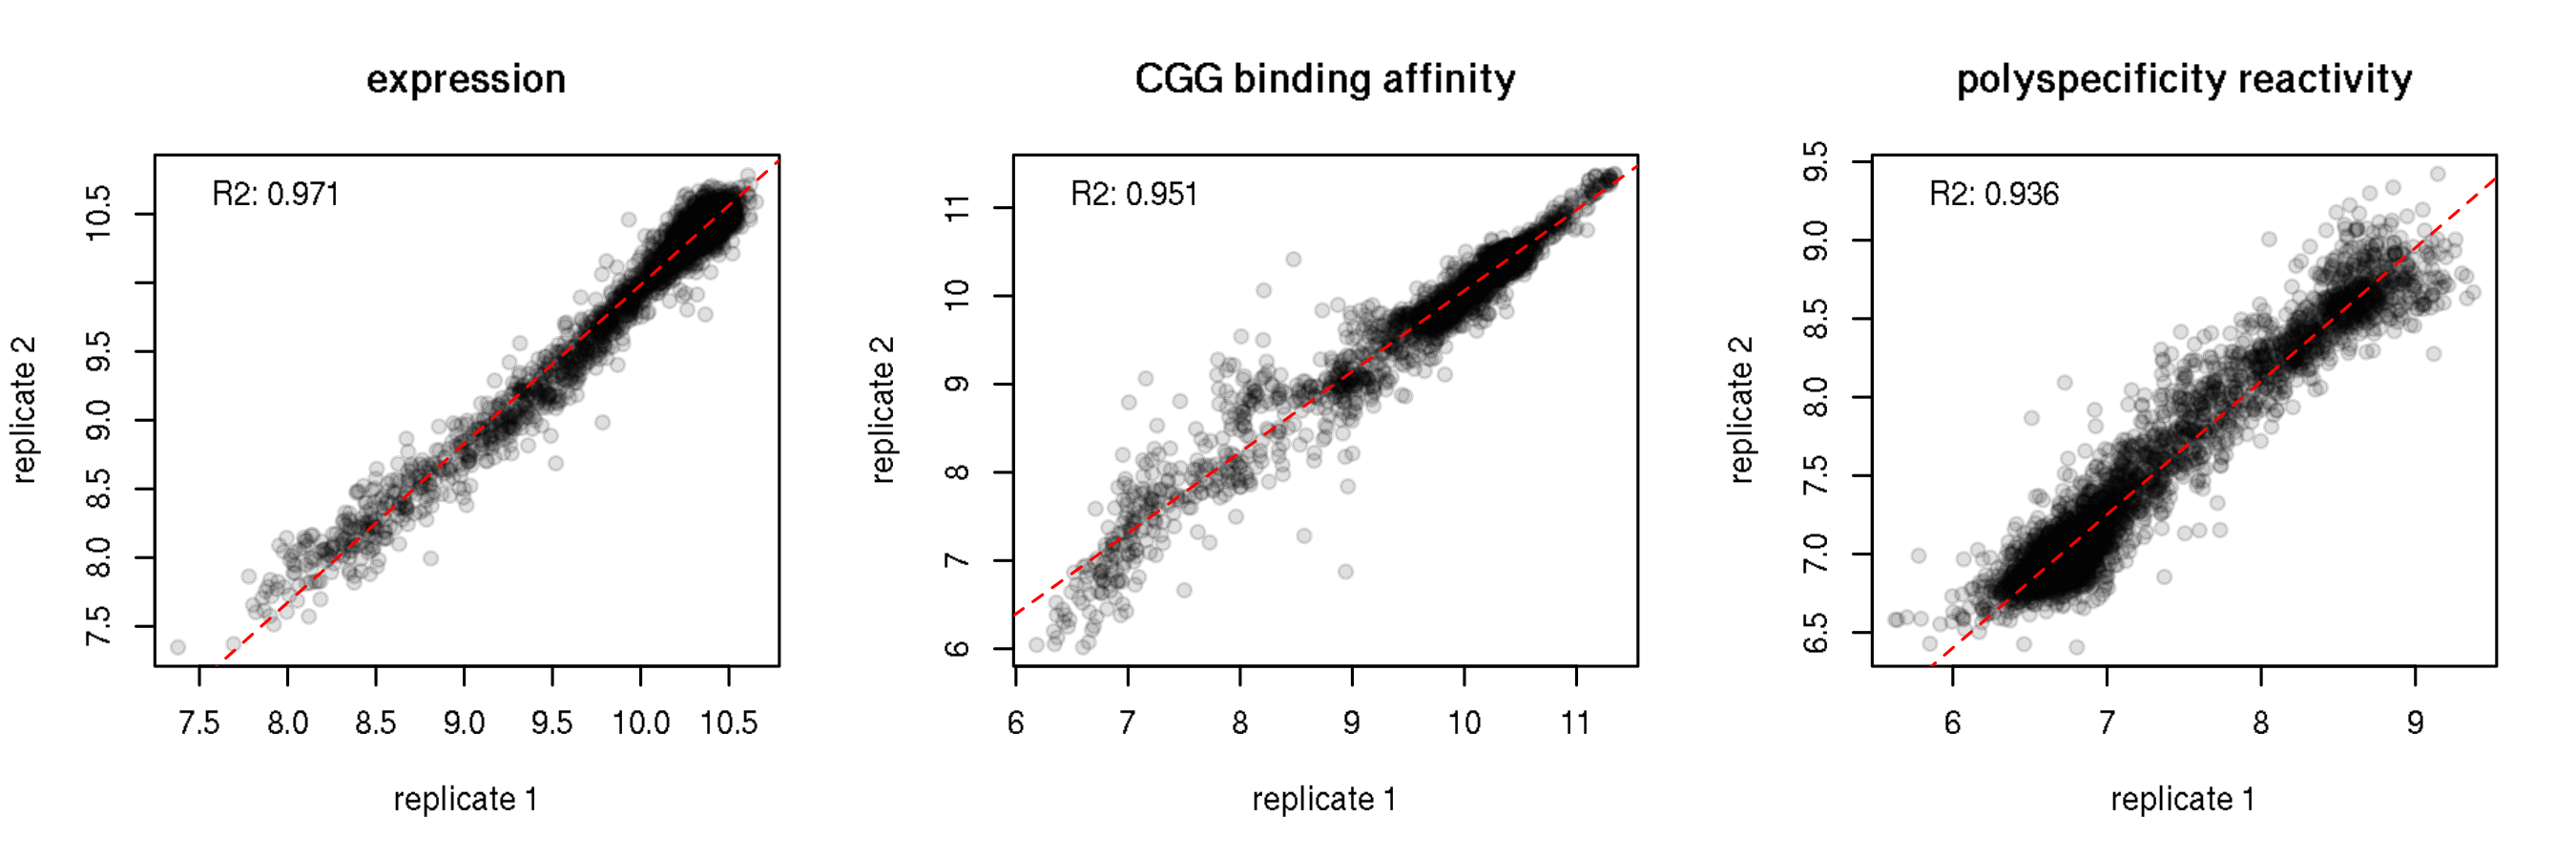 expression
R2: 0.971
10.5
9.5
9.0
8.5
8.0
7.5
replicate 2
7.5 8.0 8.5 9.0 9.5 10.0 10.5
replicate 1
CGG binding affinity
R2: 0.951
11
10
9
8
7
6
replicate 2
6 7 8 9 10 11
replicate 1
polyspecificity reactivity
R2: 0.936
9.5
9.0
8.5
8.0
7.5
7.0
6.5
replicate 2
6 7 8 9
replicate 1